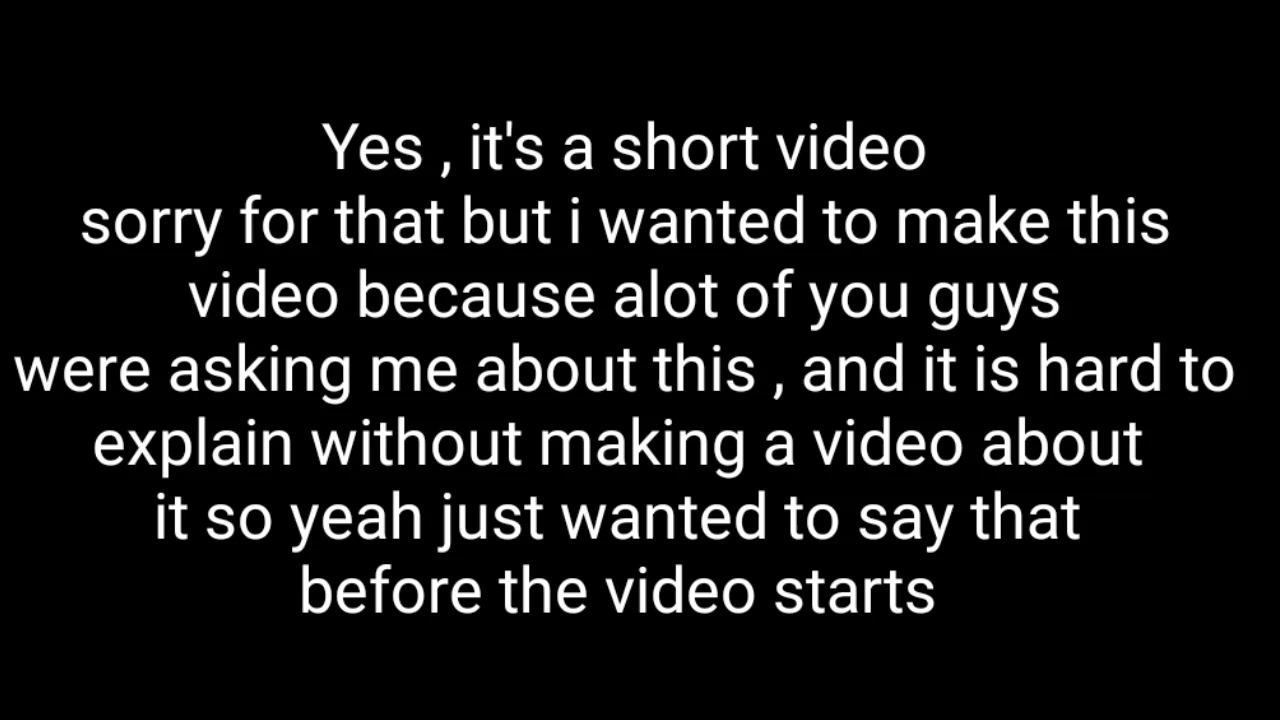 Yes , it's a short video
sorry for that but i wanted to make this
video because alot of you guys
were asking me about this , and it is hard to
explain without making a video about
it so yeah just wanted to say that
before the video starts